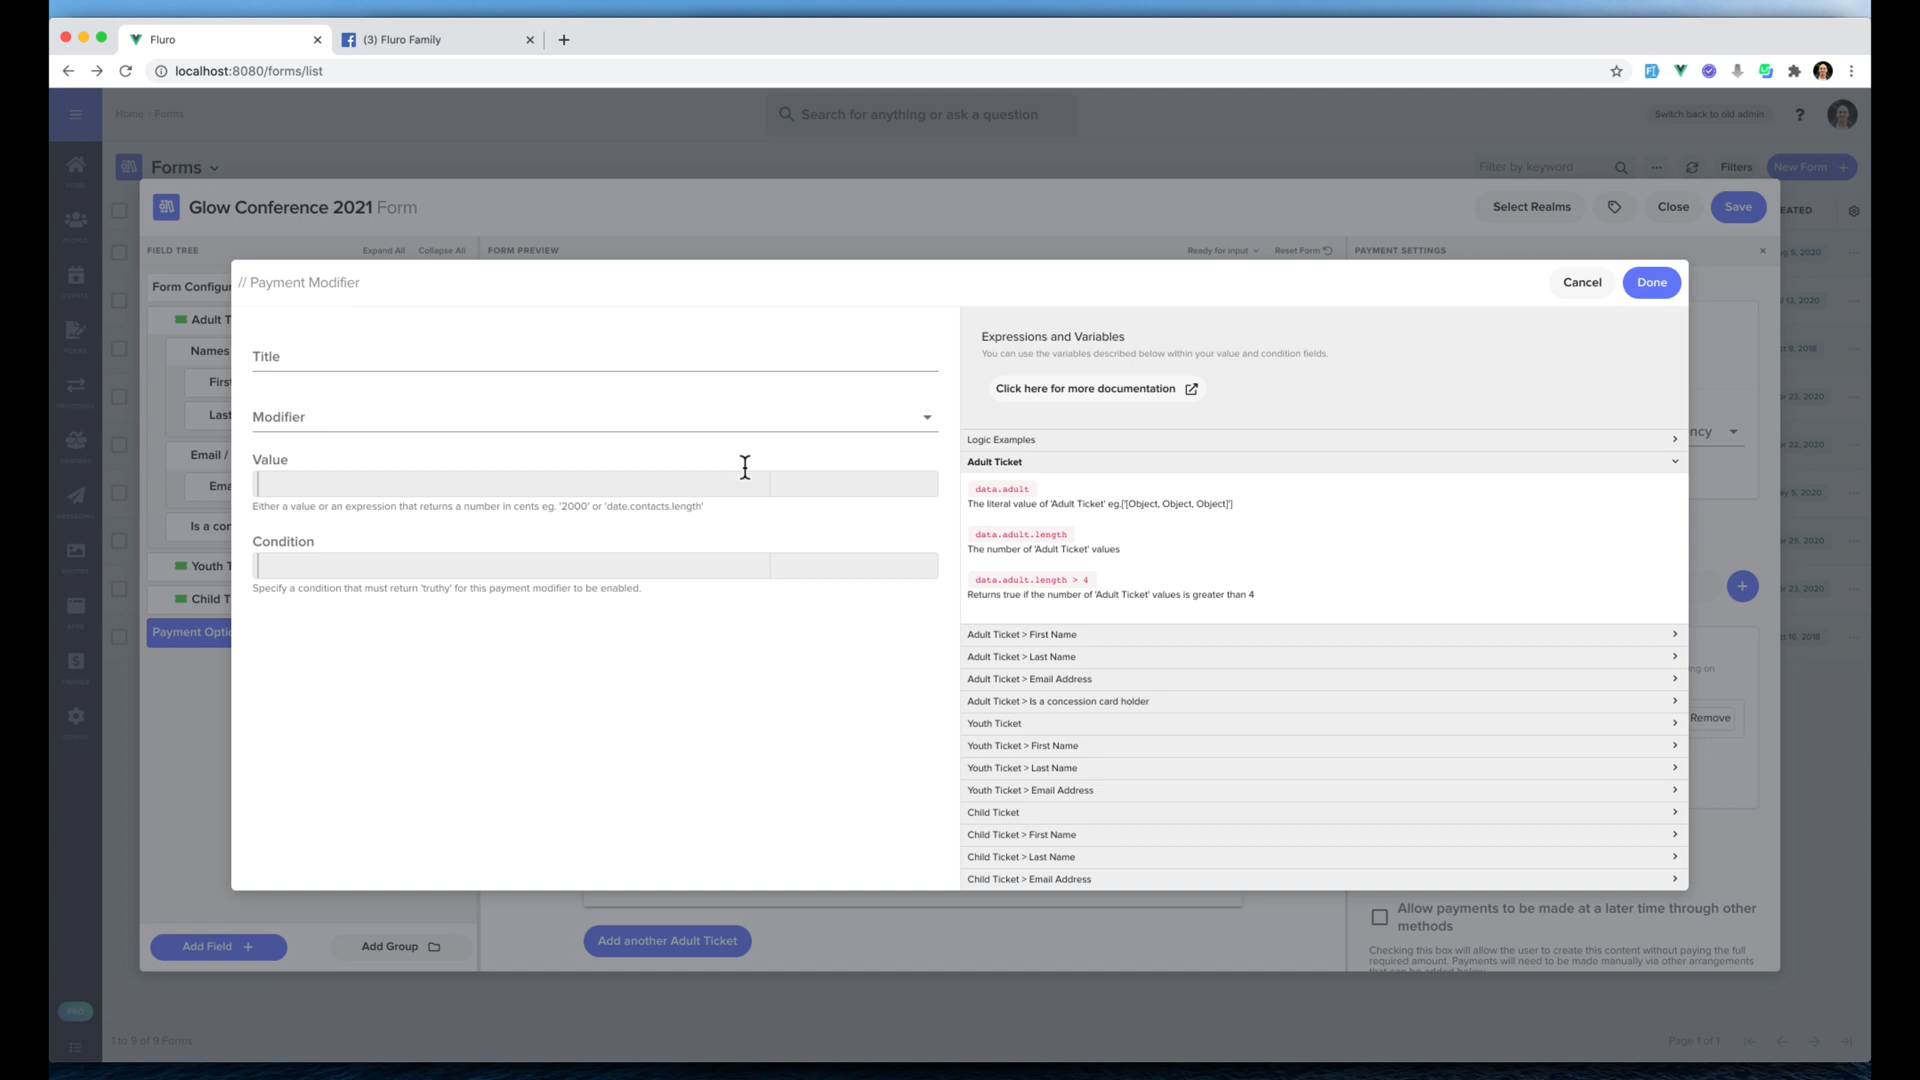 Fluro
(3) Fluro Family
localhost:8080/forms/list
Home Forms
Search for anything or ask a question
Switch back to old admin
?
Forms
Filter by keyword
Filters
New Form +
Glow Conference 2021 Form
Select Realms
Close
Save
FIELD TREE
Expand All
Collapse All
FORM PREVIEW
Ready for input
Reset Form
PAYMENT SETTINGS
// Payment Modifier
Cancel
Done
Form Configu
Adult T
Names
First
Last
Email /
Ema
Is a con
Youth T
Child T
Payment Optio
Title
Modifier
Value
Either a value or an expression that returns a number in cents eg. '2000' or 'date.contacts.length'
Condition
Specify a condition that must return 'truthy' for this payment modifier to be enabled.
Expressions and Variables
You can use the variables described below within your value and condition fields.
Click here for more documentation
Logic Examples
Adult Ticket
data.adult
The literal value of 'Adult Ticket' eg.['[Object, Object, Object]']
data.adult.length
The number of 'Adult Ticket' values
data.adult.length > 4
Returns true if the number of 'Adult Ticket' values is greater than 4
Adult Ticket > First Name
Adult Ticket > Last Name
Adult Ticket > Email Address
Adult Ticket > Is a concession card holder
Youth Ticket
Youth Ticket > First Name
Youth Ticket > Last Name
Youth Ticket > Email Address
Child Ticket
Child Ticket > First Name
Child Ticket > Last Name
Child Ticket > Email Address
EATED
ncy
ng on
Remove
Add Field +
Add Group
Add another Adult Ticket
Allow payments to be made at a later time through other
methods
Checking this box will allow the user to create this content without paying the full
required amount. Payments will need to be made manually via other arrangements
that can be added below
PRO
1 to 9 of 9 Forms
Page 1 of 1